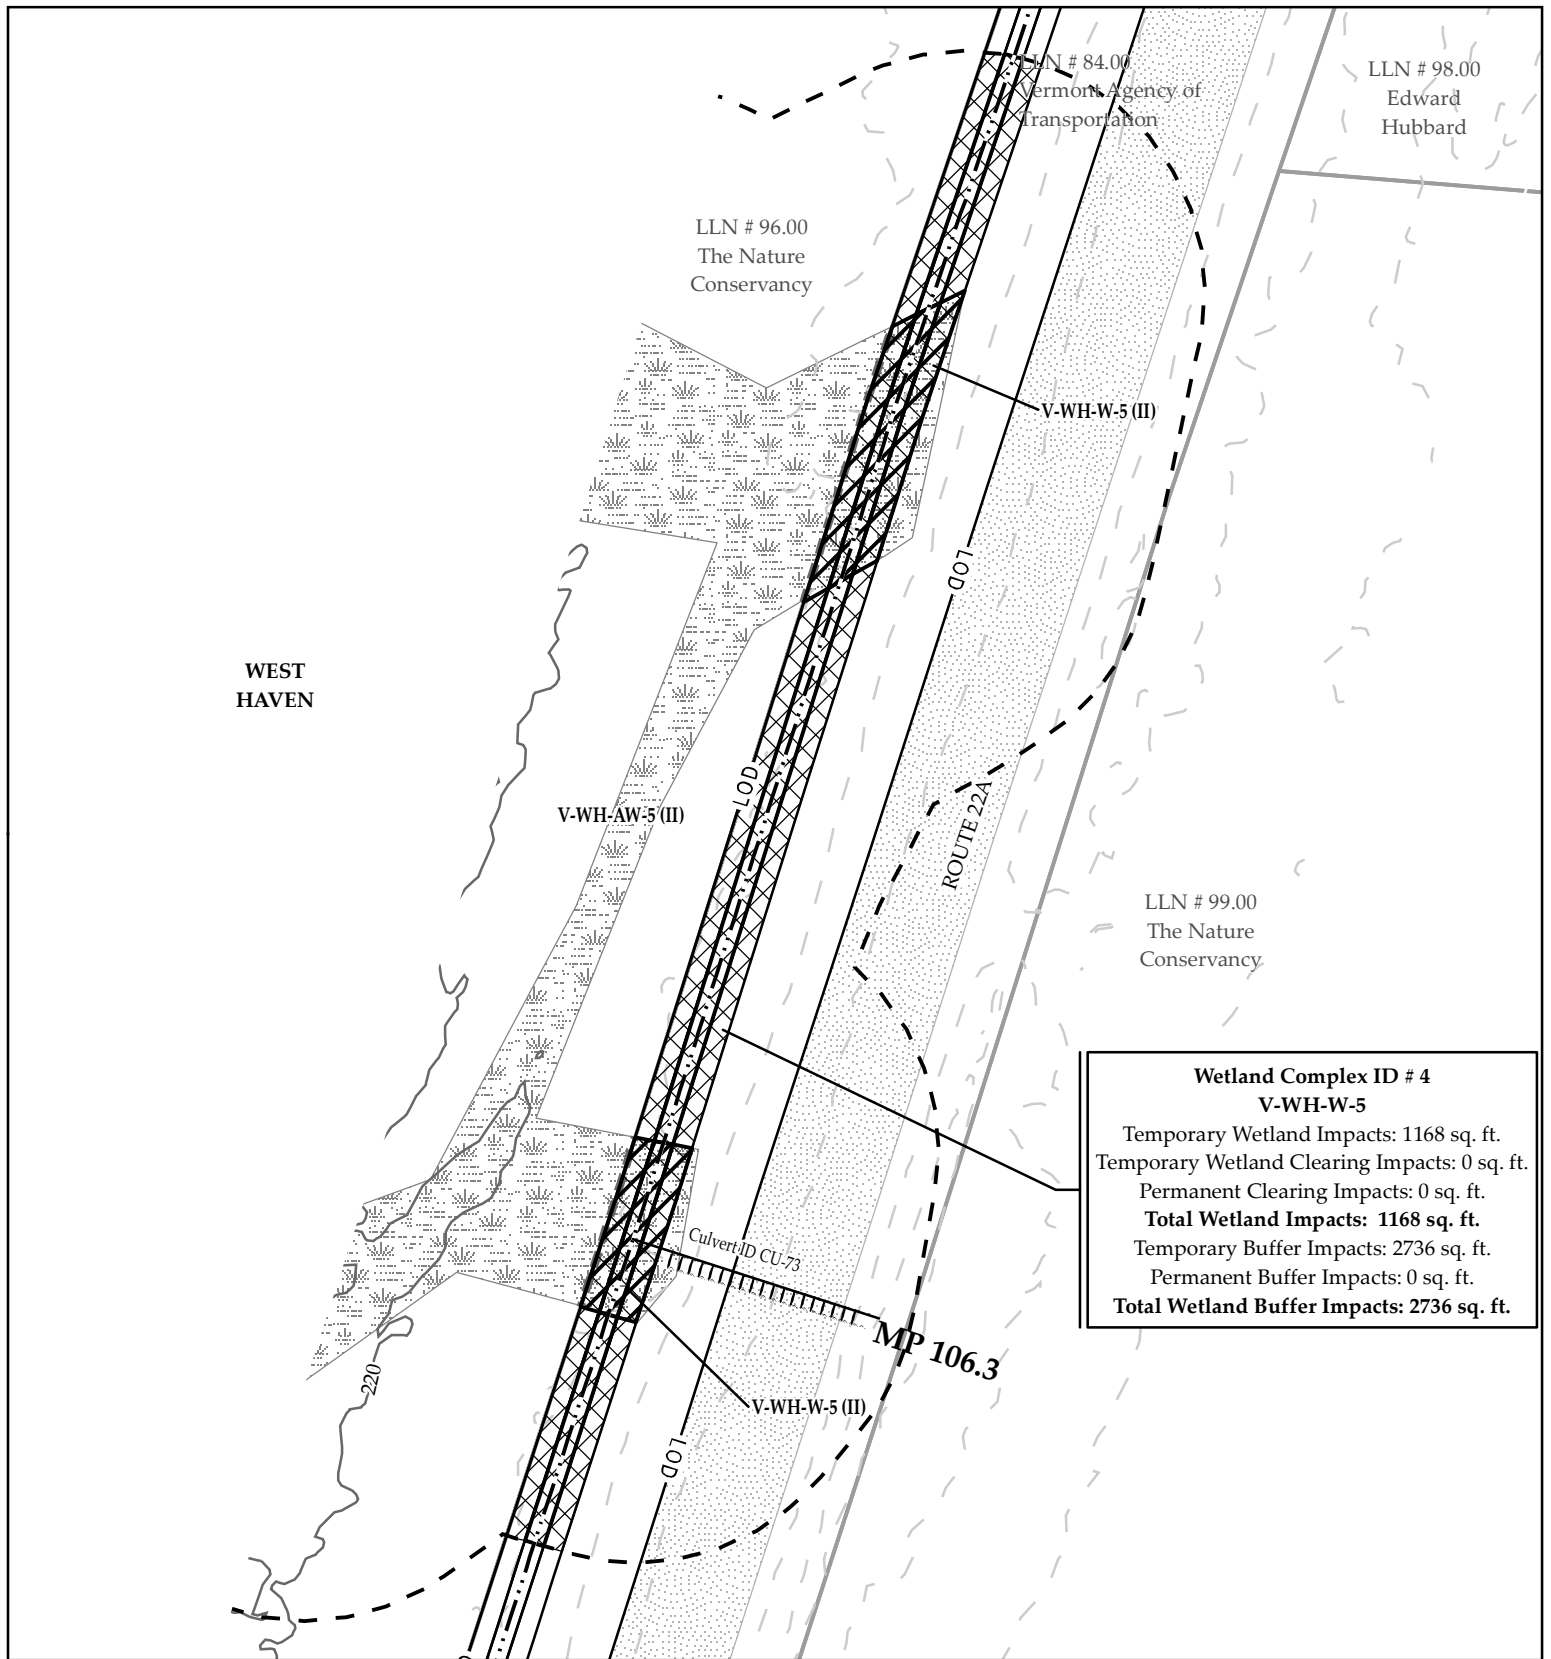 LLN # 84.00
Vermont Agency of
Transportation
LLN # 98.00
Edward
Hubbard
LLN # 96.00
The Nature
Conservancy
V-WH-W-5 (II)
LOD
WEST
HAVEN
LOD
V-WH-AW-5 (II)
ROUTE 22A
LLN # 99.00
The Nature
Conservancy
Wetland Complex ID # 4
V-WH-W-5
Temporary Wetland Impacts: 1168 sq. ft.
Temporary Wetland Clearing Impacts: 0 sq. ft.
Permanent Clearing Impacts: 0 sq. ft.
Total Wetland Impacts: 1168 sq. ft.
Temporary Buffer Impacts: 2736 sq. ft.
Permanent Buffer Impacts: 0 sq. ft.
Total Wetland Buffer Impacts: 2736 sq. ft.
Culvert ID CU-73
MP 106.3
220
V-WH-W-5 (II)
LOD